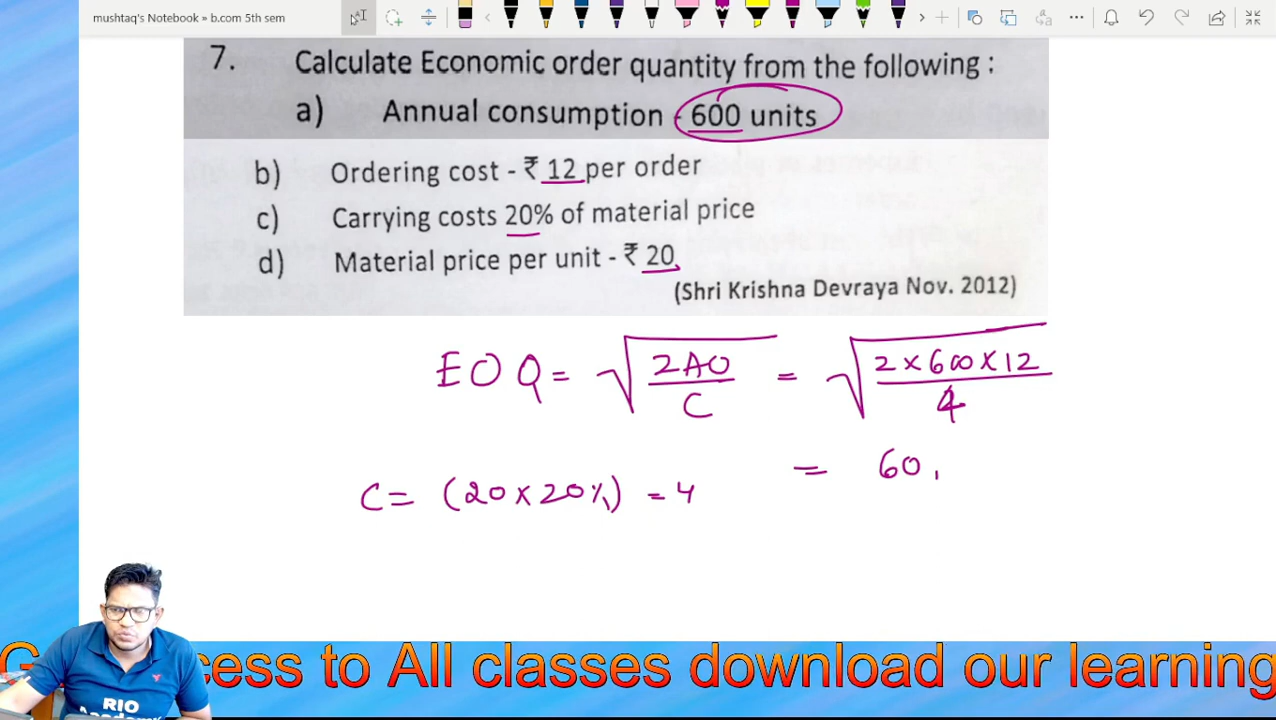 mushtaq's Notebook » b.com 5th sem
7. Calculate Economic order quantity from the following :
a) Annual consumption - 600 units
b) Ordering cost - ₹ 12 per order
c) Carrying costs 20% of material price
d) Material price per unit - ₹ 20
(Shri Krishna Devraya Nov. 2012)
EOQ = √2AO/C = √2×600×12/4
= 60,
C = (20×20%) = 4
RIO
cess to All classes download our learning